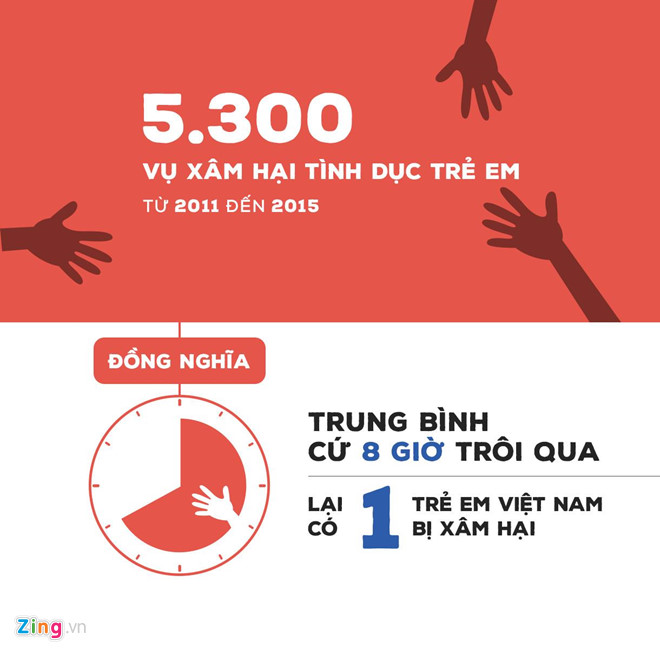 5.300
VỤ XÂM HẠI TÌNH DỤC TRẺ EM
TỪ 2011 ĐẾN 2015
ĐỒNG NGHĨA
TRUNG BÌNH
CỨ 8 GIỜ TRÔI QUA
LẠI CÓ 1 TRẺ EM VIỆT NAM
BỊ XÂM HẠI
Zing.vn